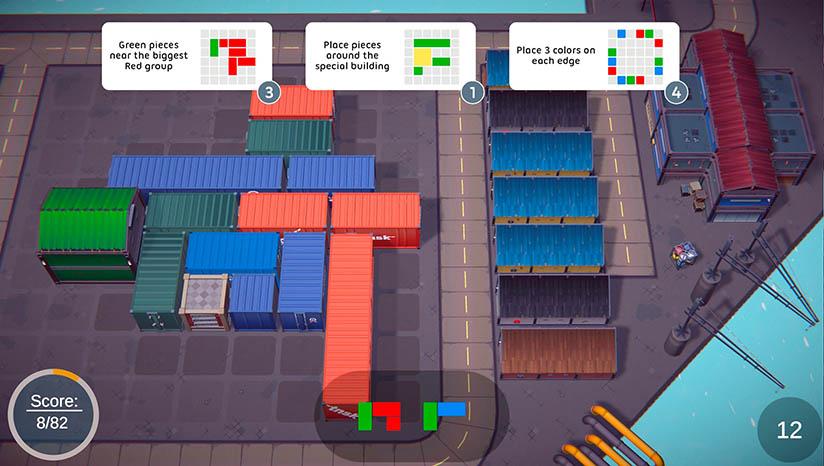 Green pieces
near the biggest
Red group
3
Place pieces
around the
special building
1
Place 3 colors on
each edge
4
Score:
8/82
12